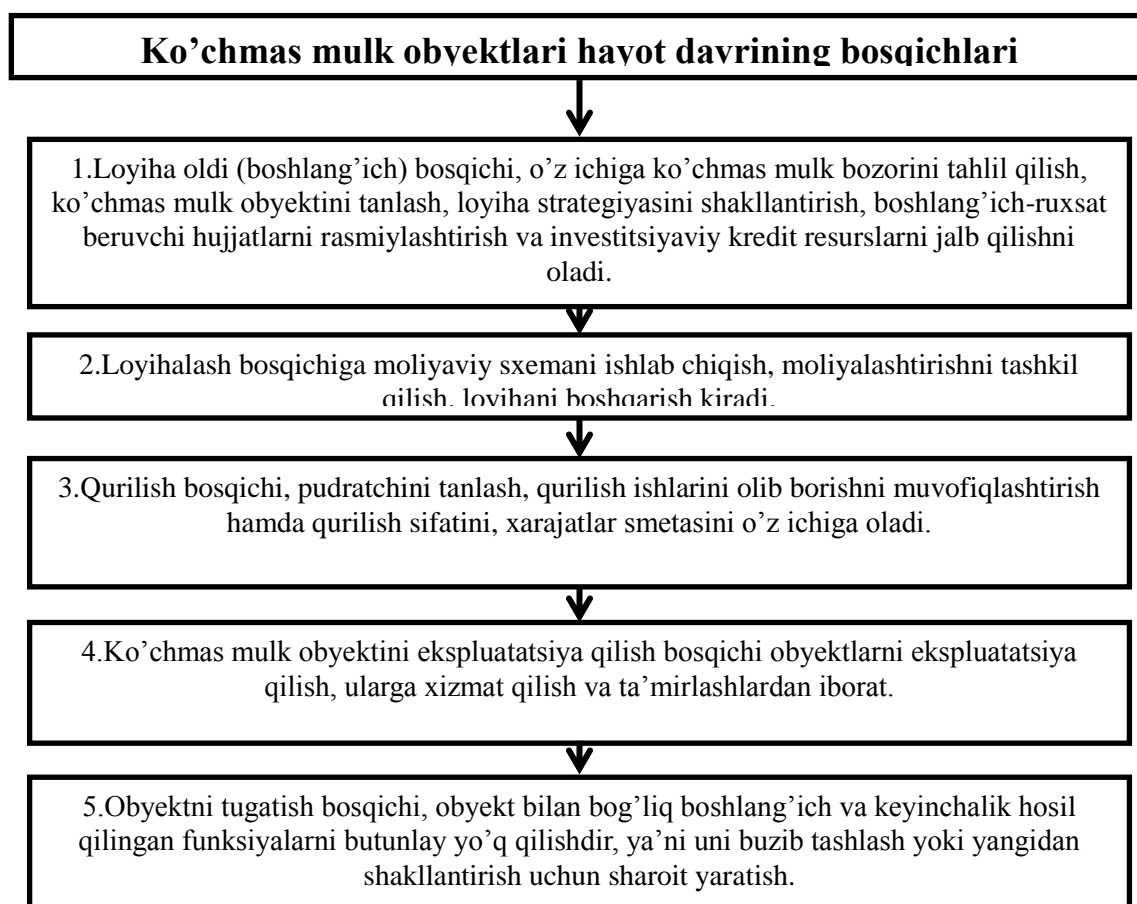 Ko’chmas mulk obyektlari hayot davrining bosqichlari
1.Loyiha oldi (boshlang’ich) bosqichi, o’z ichiga ko’chmas mulk bozorini tahlil qilish,
ko’chmas mulk obyektini tanlash, loyiha strategiyasini shakllantirish, boshlang’ich-ruxsat
beruvchi hujjatlarni rasmiylashtirish va investitsiyaviy kredit resurslarni jalb qilishni
oladi.
2.Loyihalash bosqichiga moliyaviy sxemani ishlab chiqish, moliyalashtirishni tashkil
qilish, loyihani boshqarish kiradi.
3.Qurilish bosqichi, pudratchini tanlash, qurilish ishlarini olib borishni muvofiqlashtirish
hamda qurilish sifatini, xarajatlar smetasini o’z ichiga oladi.
4.Ko’chmas mulk obyektini ekspluatatsiya qilish bosqichi obyektlarni ekspluatatsiya
qilish, ularga xizmat qilish va ta’mirlashlardan iborat.
5.Obyektni tugatish bosqichi, obyekt bilan bog’liq boshlang’ich va keyinchalik hosil
qilingan funksiyalarni butunlay yo’q qilishdir, ya’ni uni buzib tashlash yoki yangidan
shakllantirish uchun sharoit yaratish.